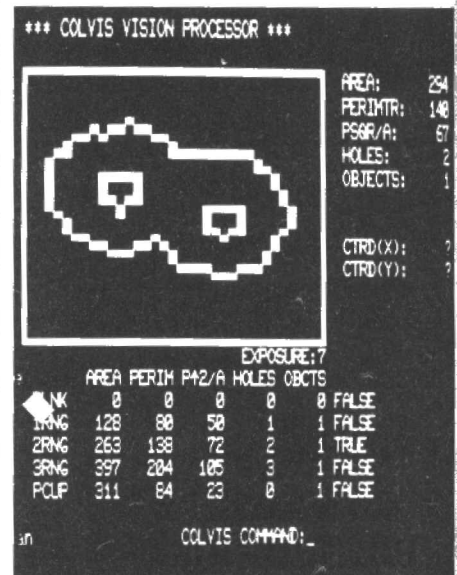 *** COLVIS VISION PROCESSOR ***
AREA: 294
PERIMTR: 140
PSQR/A: 67
HOLES: 2
OBJECTS: 1
CTRD(X): ?
CTRD(Y): ?
EXPOSURE:7
AREA PERIM P↑2/A HOLES OBCTS
NK 0 0 0 0 0 FALSE
1RNG 128 80 50 1 1 FALSE
2RNG 263 138 72 2 1 TRUE
3RNG 397 204 105 3 1 FALSE
PCUP 311 84 23 0 1 FALSE
COLVIS COMMAND:_